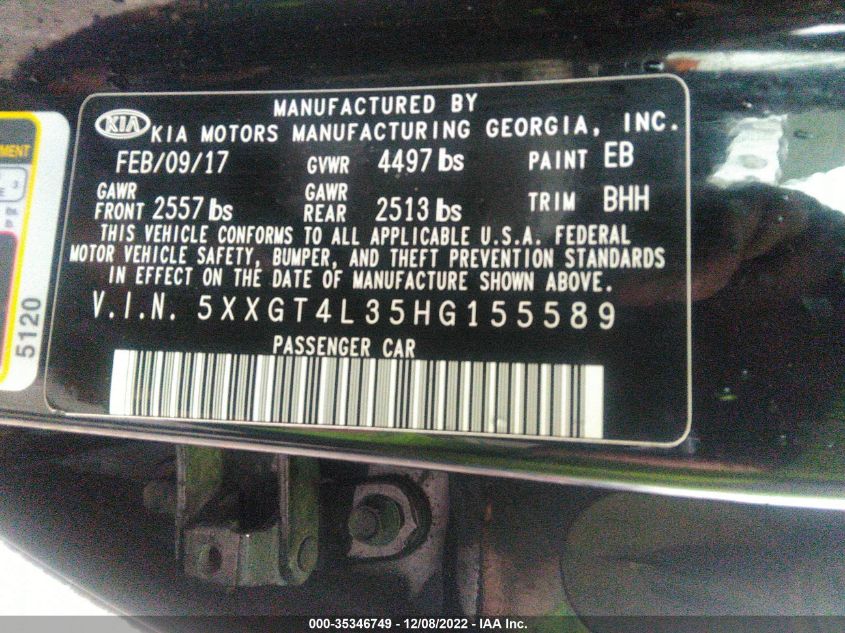 MANUFACTURED BY
KIA KIA MOTORS MANUFACTURING GEORGIA, INC.
FEB/09/17 GVWR 4497 lbs PAINT EB
GAWR FRONT 2557 lbs GAWR REAR 2513 lbs TRIM BHH
THIS VEHICLE CONFORMS TO ALL APPLICABLE U.S.A. FEDERAL
MOTOR VEHICLE SAFETY, BUMPER, AND THEFT PREVENTION STANDARDS
IN EFFECT ON THE DATE OF MANUFACTURE SHOWN ABOVE.
V.I.N. 5XXGT4L35HG155589
PASSENGER CAR
5120
000-35346749 - 12/08/2022 - IAA Inc.